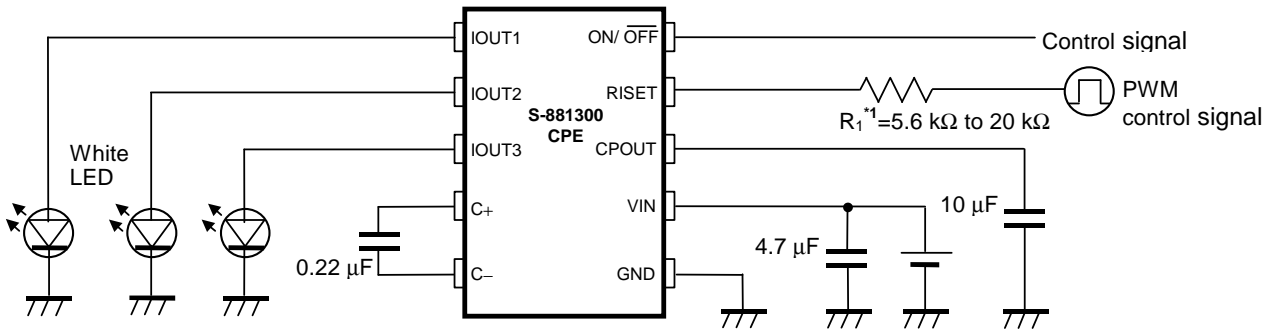 IOUT1
ON/ OFF
Control signal
IOUT2
RISET
PWM
control signal
S-881300
CPE
R1*1=5.6 kΩ to 20 kΩ
IOUT3
CPOUT
White
LED
C+
VIN
10 μF
0.22 μF
4.7 μF
C−
GND